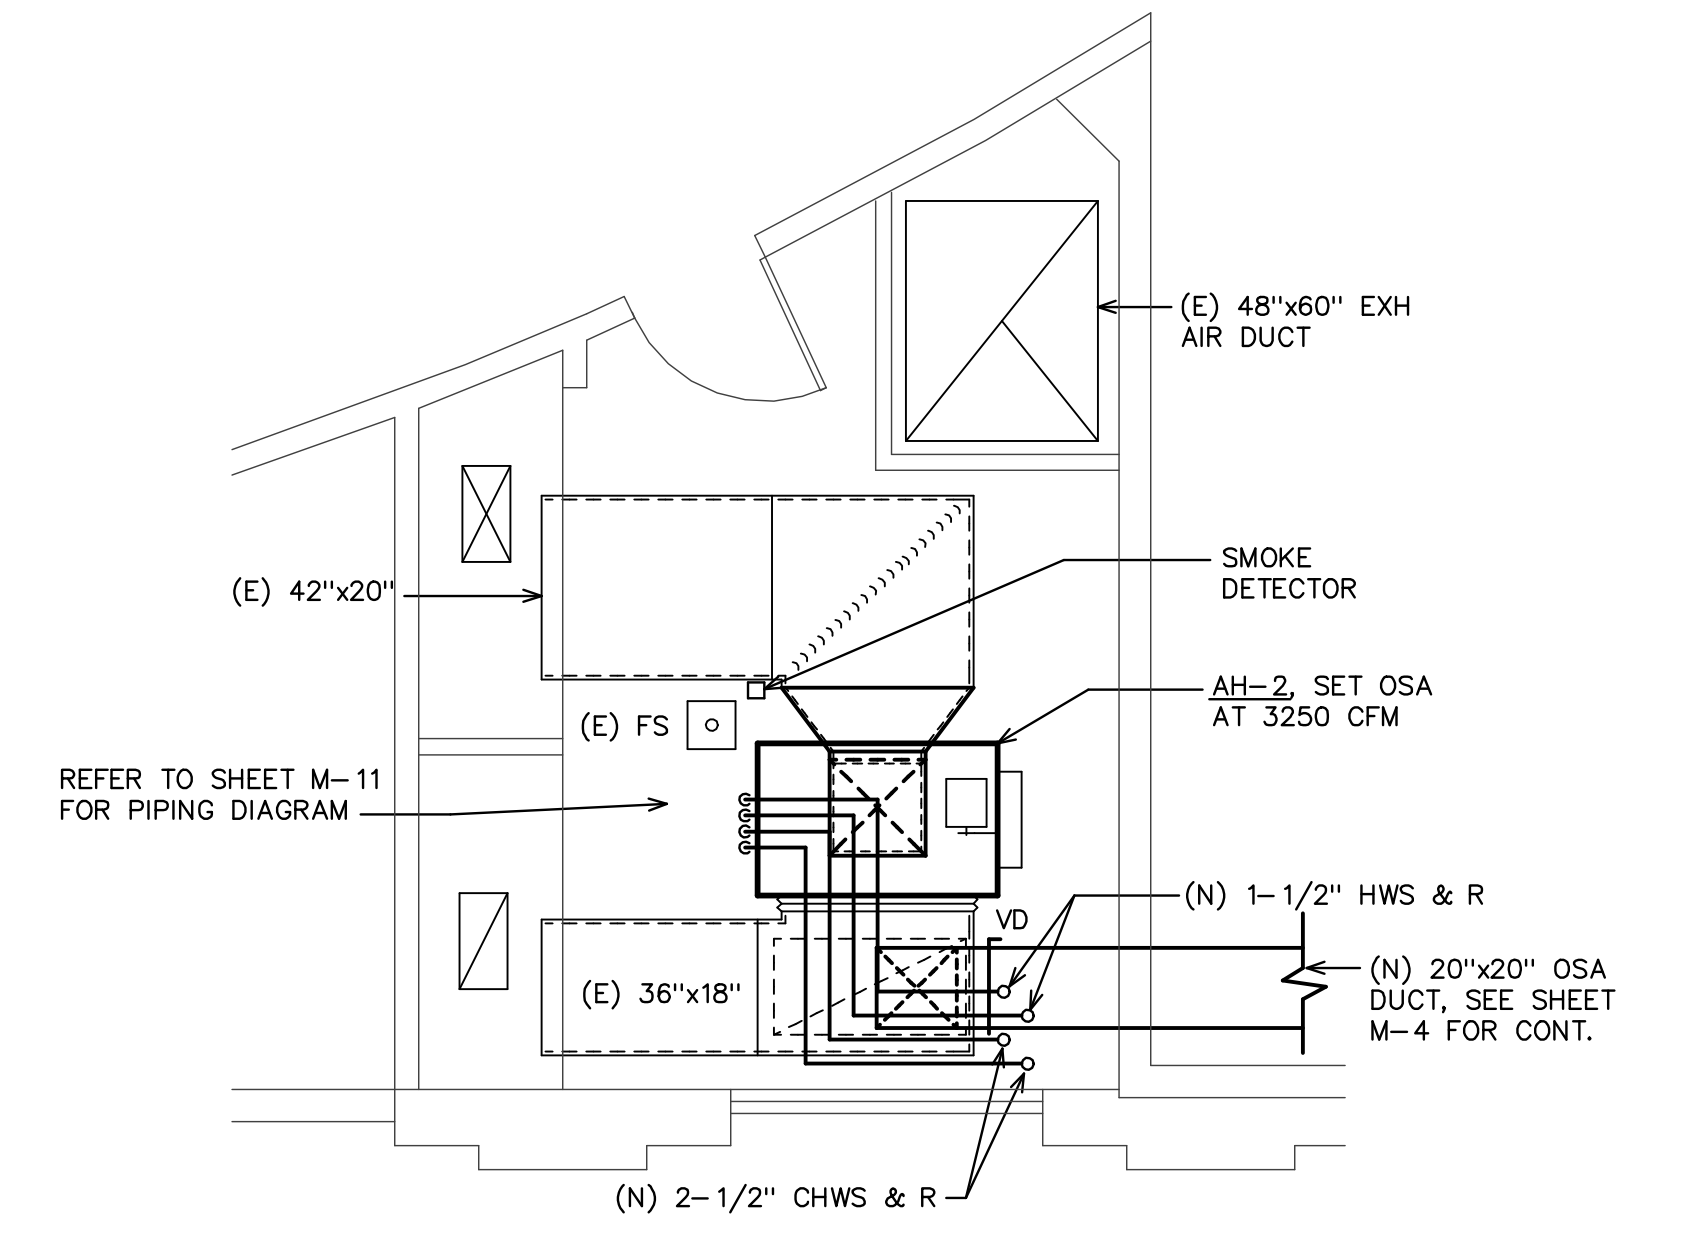 (E) 48"x60" EXH
AIR DUCT
SMOKE
DETECTOR
(E) 42"x20"
AH-2, SET OSA
AT 3250 CFM
(E) FS
REFER TO SHEET M-11
FOR PIPING DIAGRAM
(N) 1-1/2" HWS & R
VD
(N) 20"x20" OSA
DUCT, SEE SHEET
M-4 FOR CONT.
(E) 36"x18"
(N) 2-1/2" CHWS & R